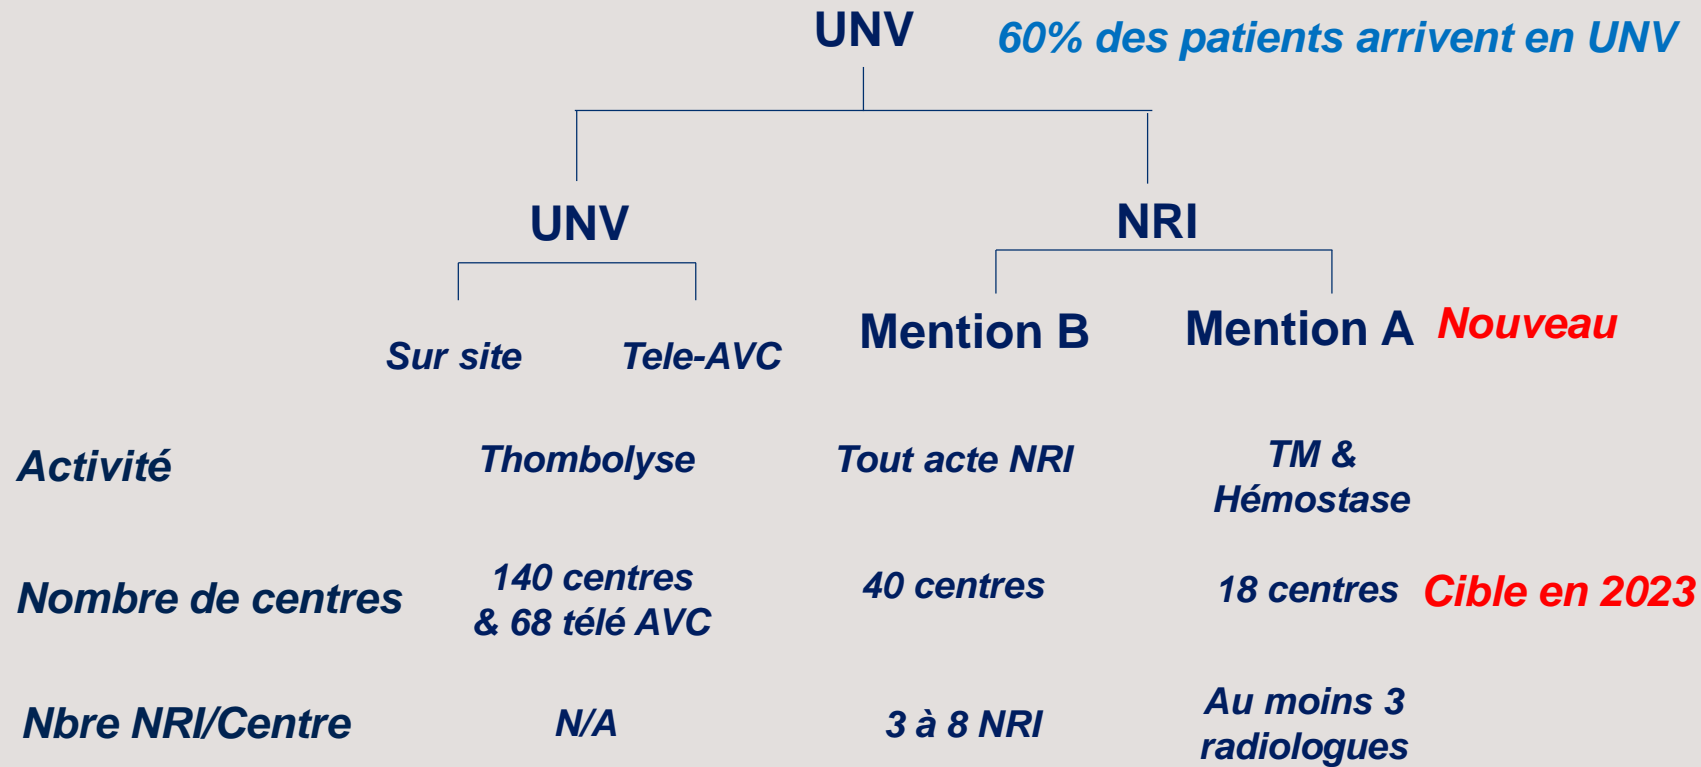 UNV
60% des patients arrivent en UNV
UNV
NRI
Sur site
Tele-AVC
Mention B
Mention A
Nouveau
Activité
Thombolyse
Tout acte NRI
TM &
Hémostase
Nombre de centres
140 centres
& 68 télé AVC
40 centres
18 centres
Cible en 2023
Nbre NRI/Centre
N/A
3 à 8 NRI
Au moins 3
radiologues